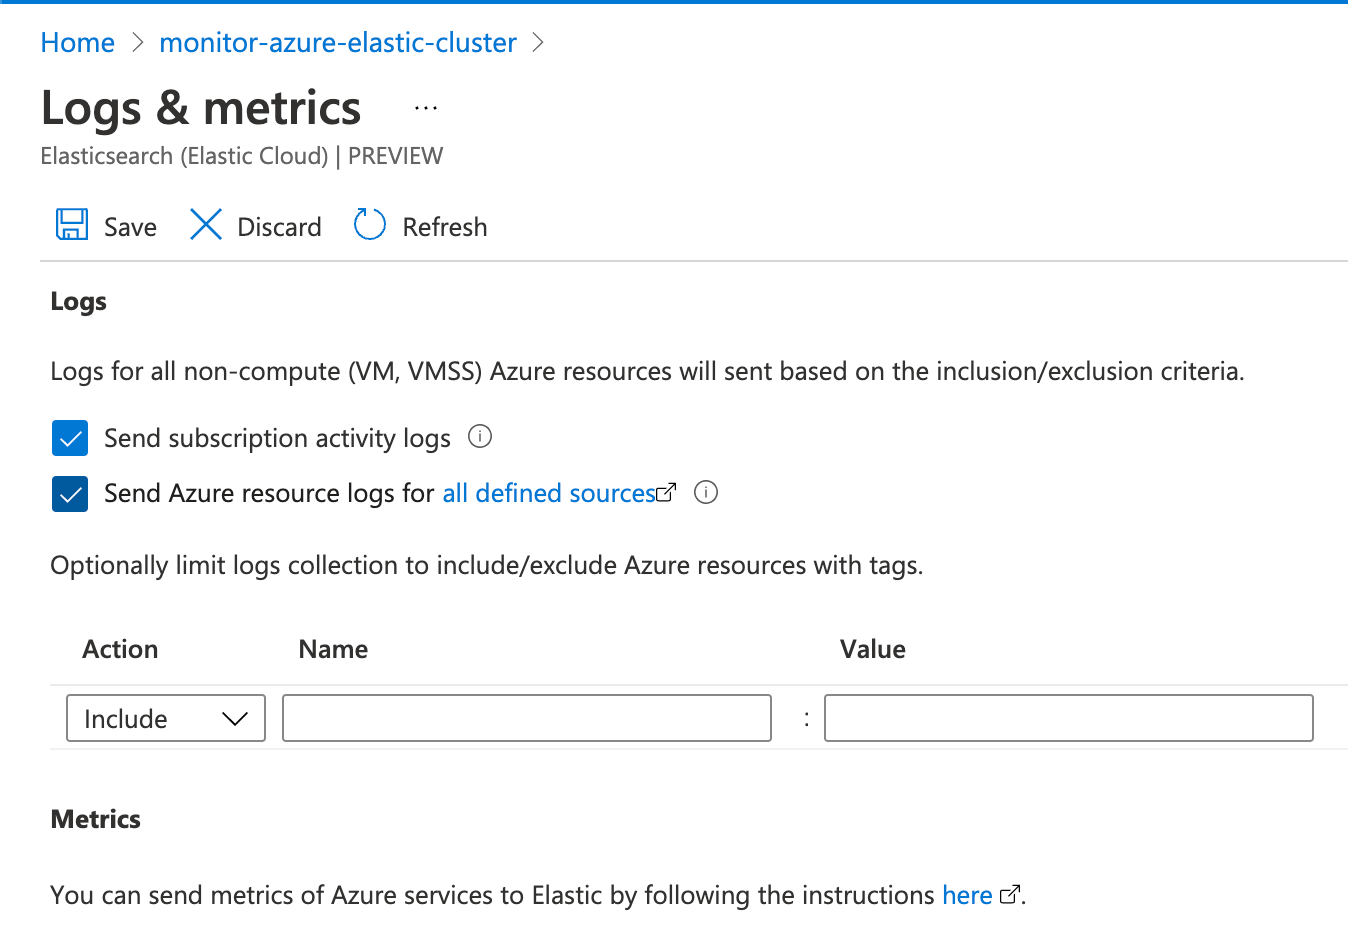 Home > monitor-azure-elastic-cluster >
Logs & metrics ...
Elasticsearch (Elastic Cloud) | PREVIEW
Save Discard Refresh
Logs
Logs for all non-compute (VM, VMSS) Azure resources will sent based on the inclusion/exclusion criteria.
Send subscription activity logs
Send Azure resource logs for all defined sources
Optionally limit logs collection to include/exclude Azure resources with tags.
Action Name Value
Include :
Metrics
You can send metrics of Azure services to Elastic by following the instructions here.